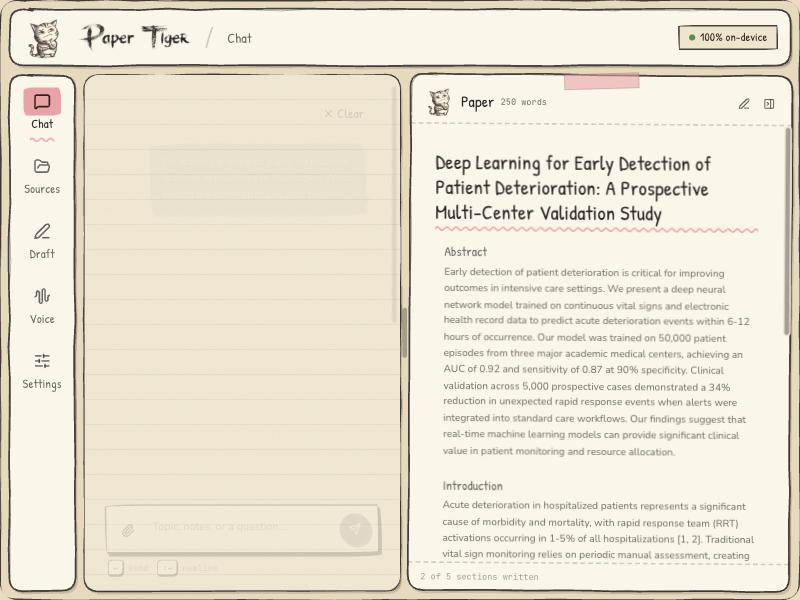 Paper Tiger / Chat
100% on-device
Chat
Sources
Draft
Voice
Settings
× Clear
Topic, notes, or a question...
send
newline
Paper 250 words
Deep Learning for Early Detection of
Patient Deterioration: A Prospective
Multi-Center Validation Study
Abstract
Early detection of patient deterioration is critical for improving
outcomes in intensive care settings. We present a deep neural
network model trained on continuous vital signs and electronic
health record data to predict acute deterioration events within 6-12
hours of occurrence. Our model was trained on 50,000 patient
episodes from three major academic medical centers, achieving an
AUC of 0.92 and sensitivity of 0.87 at 90% specificity. Clinical
validation across 5,000 prospective cases demonstrated a 34%
reduction in unexpected rapid response events when alerts were
integrated into standard care workflows. Our findings suggest that
real-time machine learning models can provide significant clinical
value in patient monitoring and resource allocation.
Introduction
Acute deterioration in hospitalized patients represents a significant
cause of morbidity and mortality, with rapid response team (RRT)
activations occurring in 1-5% of all hospitalizations [1, 2]. Traditional
vital sign monitoring relies on periodic manual assessment, creating
2 of 5 sections written